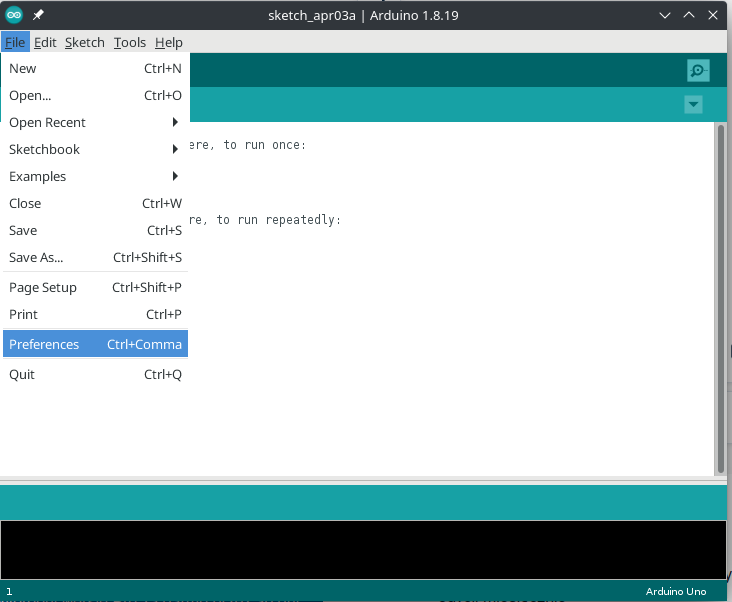 sketch_apr03a | Arduino 1.8.19
File Edit Sketch Tools Help
New Ctrl+N
Open... Ctrl+O
Open Recent
Sketchbook
Examples
Close Ctrl+W
Save Ctrl+S
Save As... Ctrl+Shift+S
Page Setup Ctrl+Shift+P
Print Ctrl+P
Preferences Ctrl+Comma
Quit Ctrl+Q
ere, to run once:
re, to run repeatedly:
1 Arduino Uno